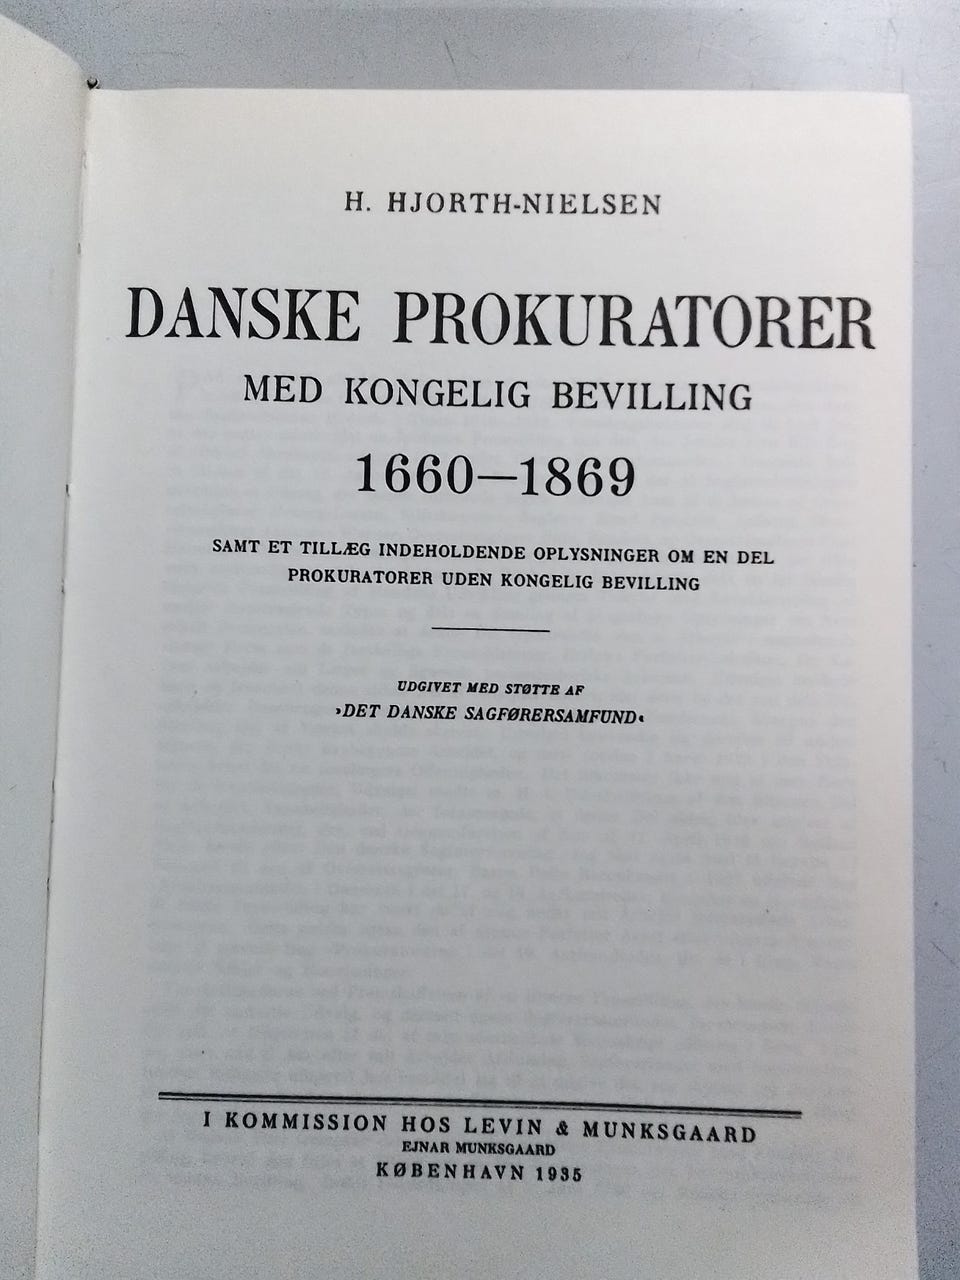 H. HJORTH-NIELSEN
DANSKE PROKURATORER
MED KONGELIG BEVILLING
1660—1869
SAMT ET TILLÆG INDEHOLDENDE OPLYSNINGER OM EN DEL
PROKURATORER UDEN KONGELIG BEVILLING
UDGIVET MED STØTTE AF
›DET DANSKE SAGFØRERSAMFUND‹
I KOMMISSION HOS LEVIN & MUNKSGAARD
EJNAR MUNKSGAARD
KØBENHAVN 1935